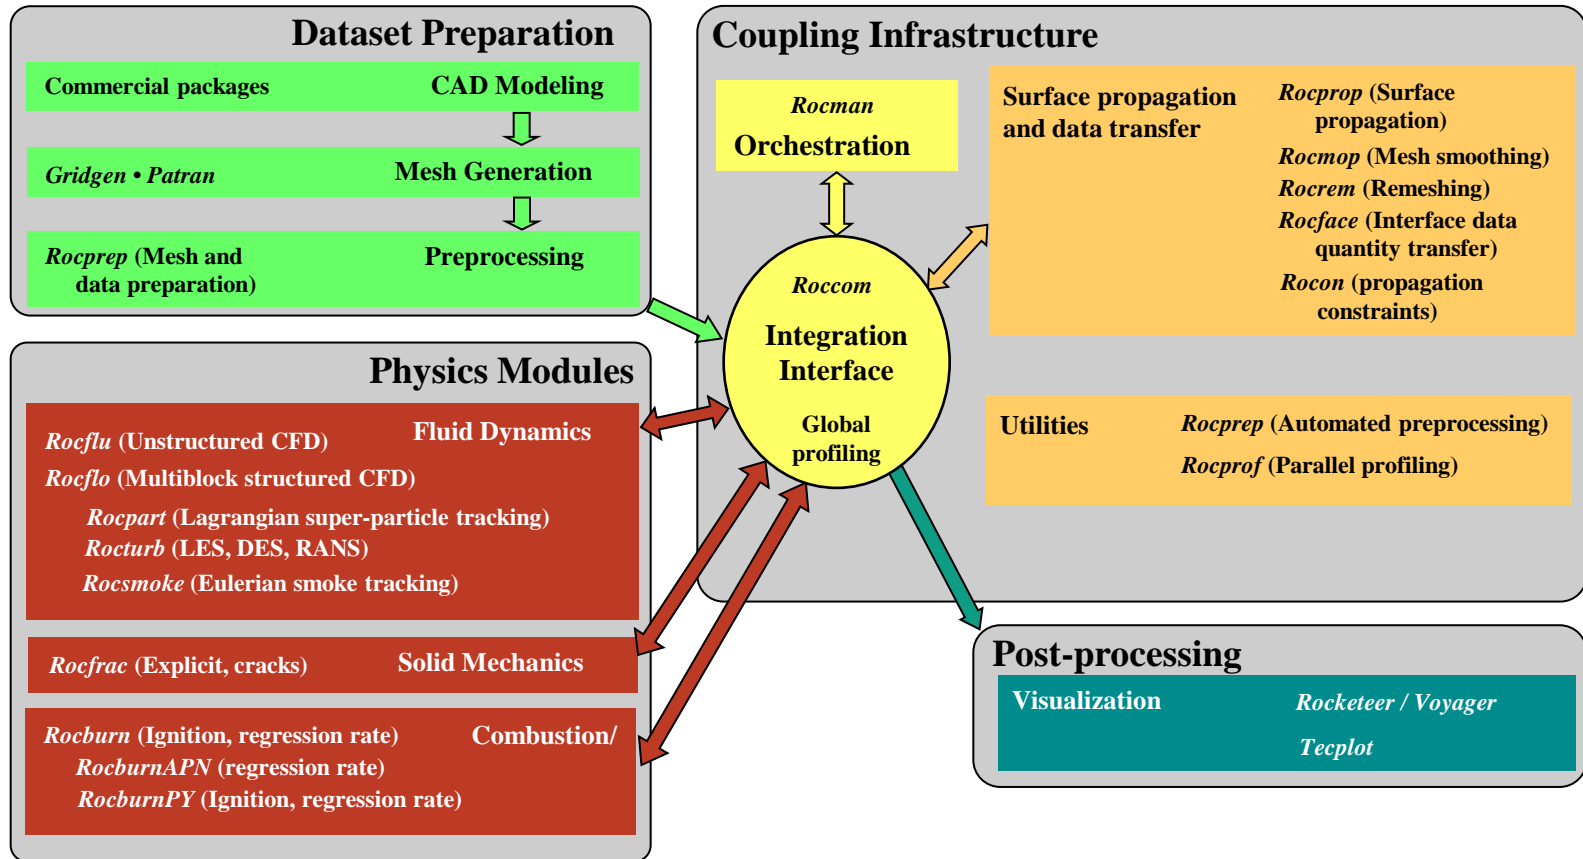 Dataset Preparation
Commercial packages CAD Modeling
Gridgen • Patran Mesh Generation
Rocprep (Mesh and Preprocessing
data preparation)
Physics Modules
Fluid Dynamics
Rocflu (Unstructured CFD)
Rocflo (Multiblock structured CFD)
Rocpart (Lagrangian super-particle tracking)
Rocturb (LES, DES, RANS)
Rocsmoke (Eulerian smoke tracking)
Rocfrac (Explicit, cracks) Solid Mechanics
Rocburn (Ignition, regression rate) Combustion/
RocburnAPN (regression rate)
RocburnPY (Ignition, regression rate)
Coupling Infrastructure
Rocman
Orchestration
Roccom
Integration
Interface
Global
profiling
Surface propagation
and data transfer
Rocprop (Surface
propagation)
Rocmop (Mesh smoothing)
Rocrem (Remeshing)
Rocface (Interface data
quantity transfer)
Rocon (propagation
constraints)
Utilities
Rocprep (Automated preprocessing)
Rocprof (Parallel profiling)
Post-processing
Visualization
Rocketeer / Voyager
Tecplot